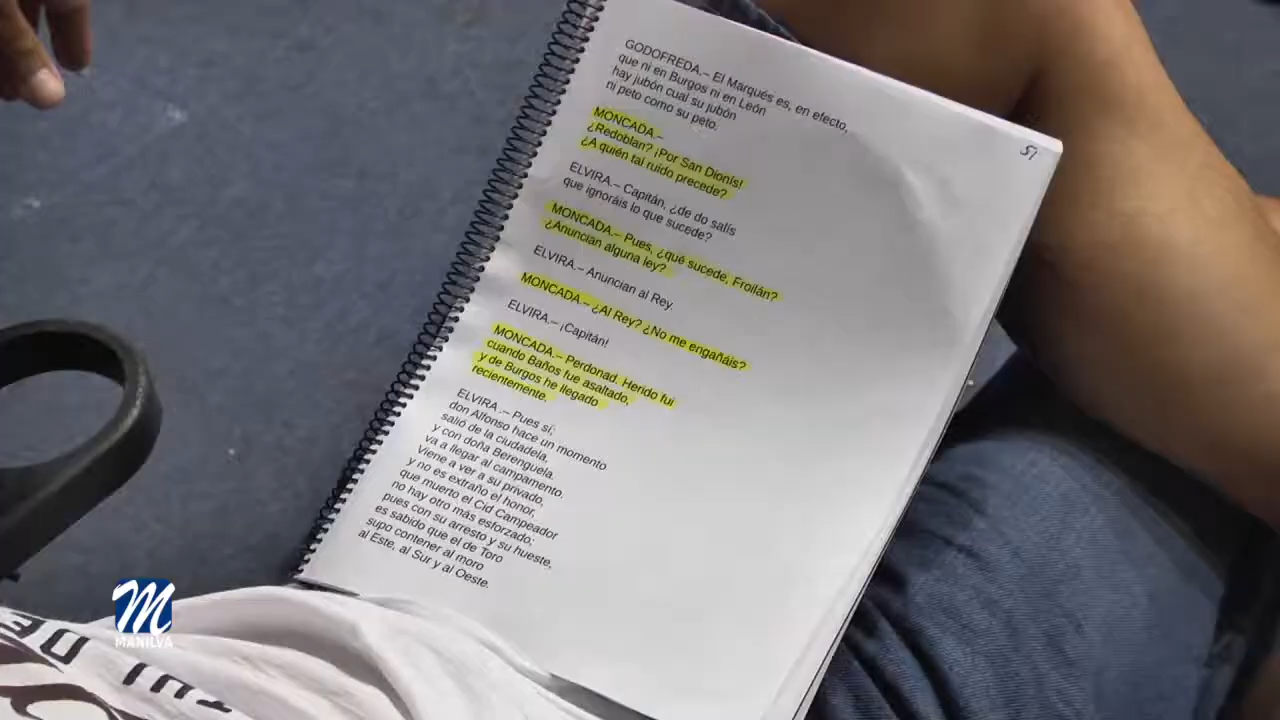 GODOFREDA.– El Marqués es, en efecto,
que ni en Burgos ni en León
hay jubón cual su jubón
ni peto como su peto.
51
MONCADA.–
¿Redoblan? ¡Por San Dionís!
¿A quién tal ruido precede?
ELVIRA.– Capitán, ¿de do salís
que ignoráis lo que sucede?
MONCADA.– Pues, ¿qué sucede, Froilán?
¿Anuncian alguna ley?
ELVIRA.– Anuncian al Rey.
MONCADA.– ¿Al Rey? ¿No me engañáis?
ELVIRA.– ¡Capitán!
MONCADA.– Perdonad. Herido fui
cuando Baños fue asaltado,
y de Burgos he llegado
recientemente.
ELVIRA .– Pues sí;
don Alfonso hace un momento
salió de la ciudadela,
y con doña Berenguela.
va a llegar al campamento.
Viene a ver a su privado,
y no es extraño el honor,
que muerto el Cid Campeador
no hay otro más esforzado;
pues con su arresto y su hueste,
es sabido que el de Toro
supo contener al moro
al Este, al Sur y al Oeste.
M
MANILVA